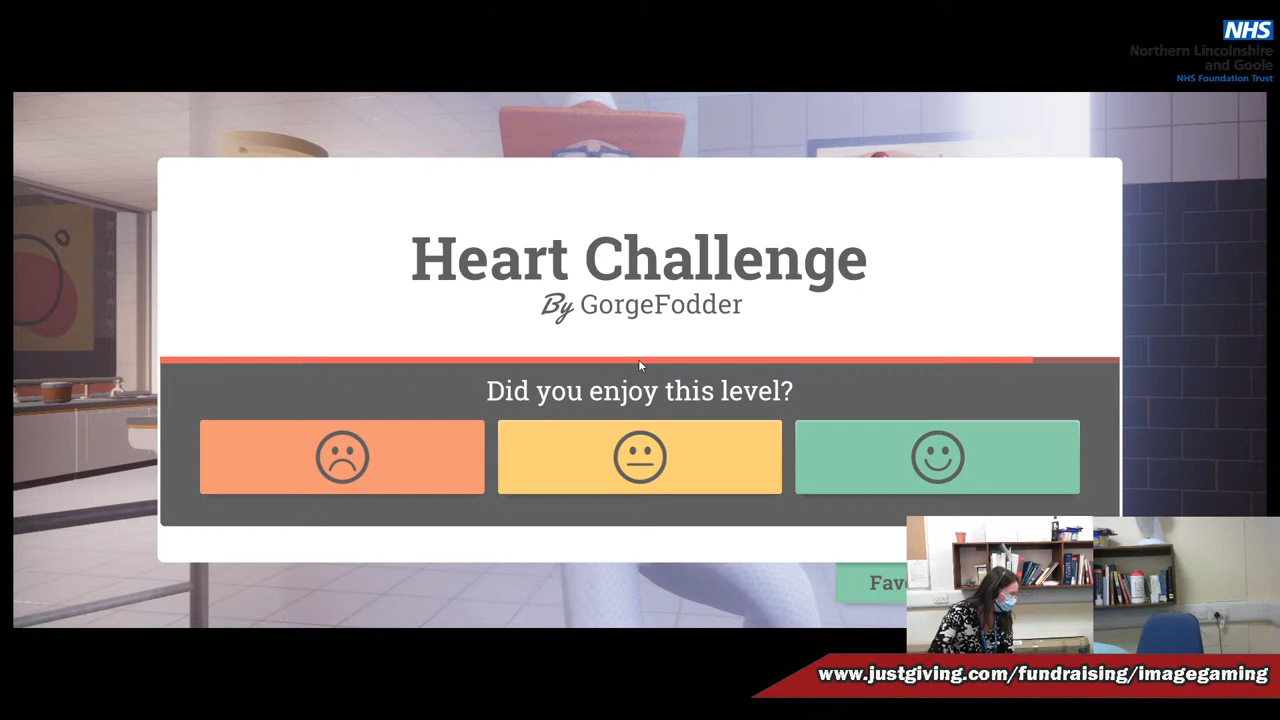 NHS
Northern Lincolnshire
and Goole
NHS Foundation Trust
Heart Challenge
By GorgeFodder
Did you enjoy this level?
www.justgiving.com/fundraising/imagegaming